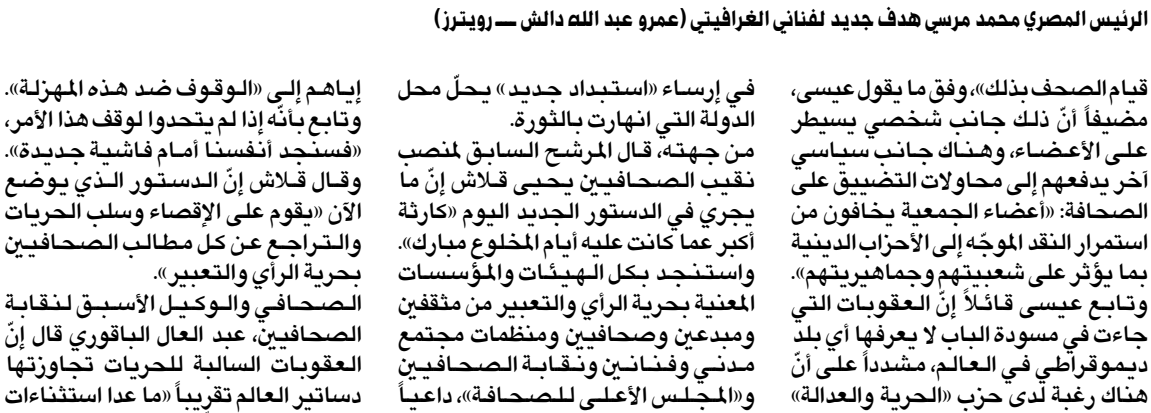 الرئيس المصري محمد مرسي هدف جديد لفناني الغرافيتي (عمرو عبد الله دالش ــ رويترز)
قيام الصحف بذلك»، وفق ما يقول عيسى،
مضيفاً أنّ ذلك جانب شخصي يسيطر
على الأعضاء، وهناك جانب سياسي
آخر يدفعهم إلى محاولات التضييق على
الصحافة: «أعضاء الجمعية يخافون من
استمرار النقد الموجّه إلى الأحزاب الدينية
بما يؤثر على شعبيتهم وجماهيريتهم».
وتابع عيسى قائلاً إنّ العقوبات التي
جاءت في مسودة الباب لا يعرفها أي بلد
ديموقراطي في العالم، مشدداً على أنّ
هناك رغبة لدى حزب «الحرية والعدالة»
في إرساء «استبداد جديد» يحلّ محل
الدولة التي انهارت بالثورة.
من جهته، قال المرشح السابق لمنصب
نقيب الصحافيين يحيى قلاش إنّ ما
يجري في الدستور الجديد اليوم «كارثة
أكبر عما كانت عليه أيام المخلوع مبارك».
واستنجد بكل الهيئات والمؤسسات
المعنية بحرية الرأي والتعبير من مثقفين
ومبدعين وصحافيين ومنظمات مجتمع
مدني وفنانين ونقابة الصحافيين
و«المجلس الأعلى للصحافة»، داعياً
إياهم إلى «الوقوف ضد هذه المهزلة».
وتابع بأنّه إذا لم يتحدوا لوقف هذا الأمر،
«فسنجد أنفسنا أمام فاشية جديدة».
وقال قلاش إنّ الدستور الذي يوضع
الآن «يقوم على الإقصاء وسلب الحريات
والتراجع عن كل مطالب الصحافيين
بحرية الرأي والتعبير».
الصحافي والوكيل الأسبق لنقابة
الصحافيين، عبد العال الباقوري قال إنّ
العقوبات السالبة للحريات تجاوزتها
دساتير العالم تقريباً «ما عدا استثناءات